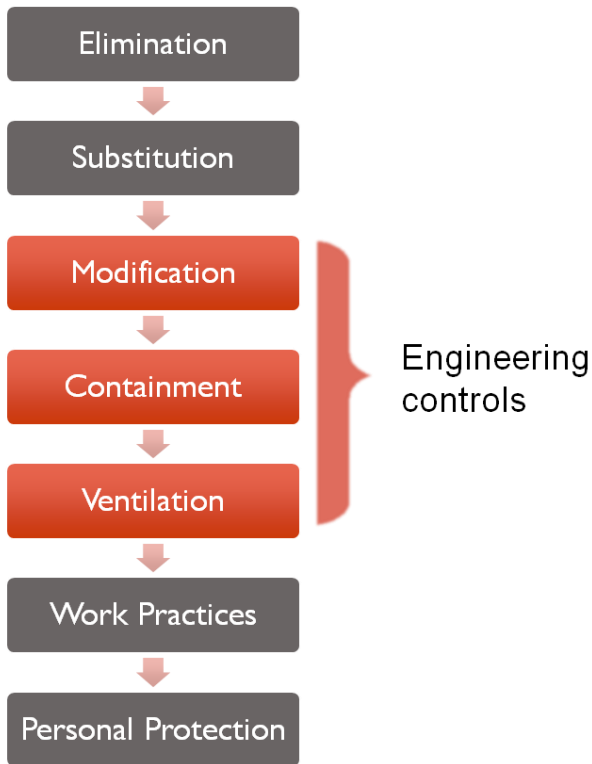 Elimination
Substitution
Modification
Containment
Ventilation
Engineering
controls
Work Practices
Personal Protection